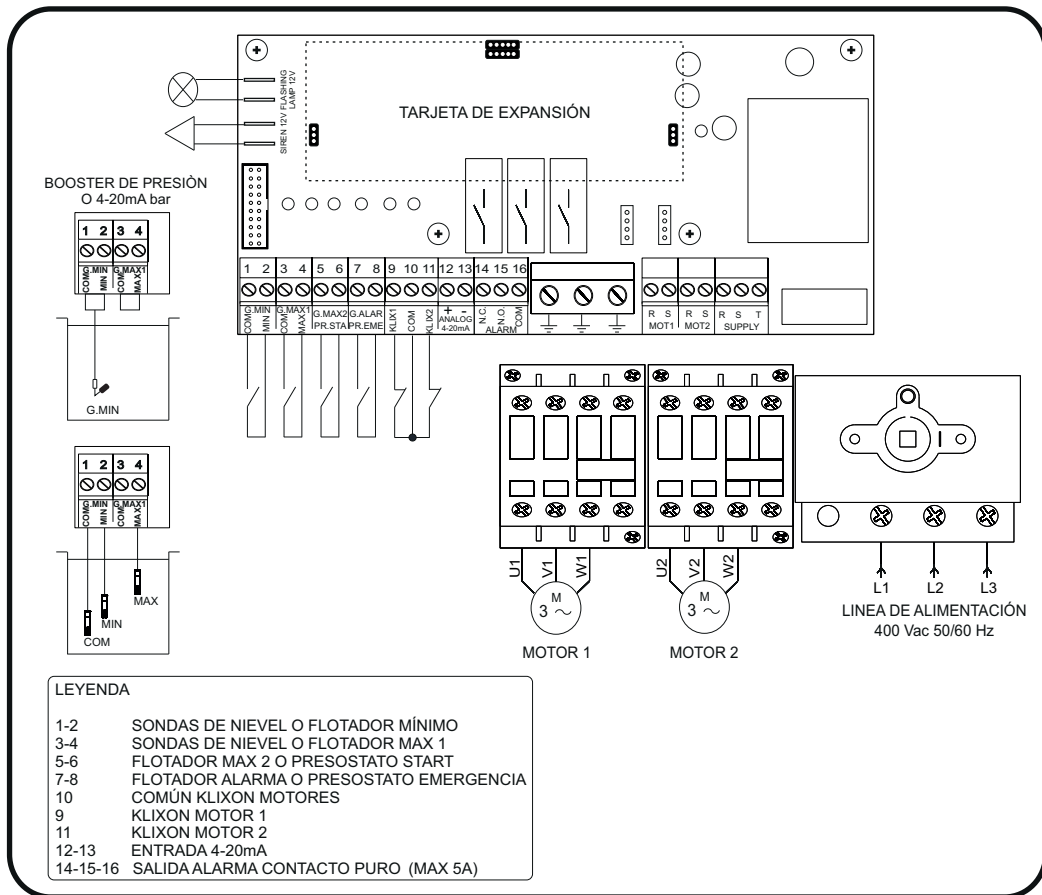 FLASHING
LAMP 12V
SIREN 12V
TARJETA DE EXPANSIÓN
BOOSTER DE PRESIÒN
O 4-20mA bar
1 2 3 4
COM G.MIN MIN COM G.MAX1 MAX1
G.MIN
1 2 3 4 5 6 7 8 9 10 11 12 13 14 15 16
COM G.MIN MIN COM G.MAX1 MAX1 G.MAX2 PR.STA G.ALAR PR.EME KLIX1 COM KLIX2 + - ANALOG 4-20mA N.C. N.O. COM ALARM
R S R S R S T
MOT1 MOT2 SUPPLY
1 2 3 4
COM G.MIN MIN COM G.MAX1 MAX1
MAX
MIN
COM
I
U1 V1 W1
M
3 ~
MOTOR 1
U2 V2 W2
M
3 ~
MOTOR 2
L1 L2 L3
LINEA DE ALIMENTACIÓN
400 Vac 50/60 Hz
LEYENDA
1-2 SONDAS DE NIEVEL O FLOTADOR MÍNIMO
3-4 SONDAS DE NIEVEL O FLOTADOR MAX 1
5-6 FLOTADOR MAX 2 O PRESOSTATO START
7-8 FLOTADOR ALARMA O PRESOSTATO EMERGENCIA
10 COMÚN KLIXON MOTORES
9 KLIXON MOTOR 1
11 KLIXON MOTOR 2
12-13 ENTRADA 4-20mA
14-15-16 SALIDA ALARMA CONTACTO PURO (MAX 5A)